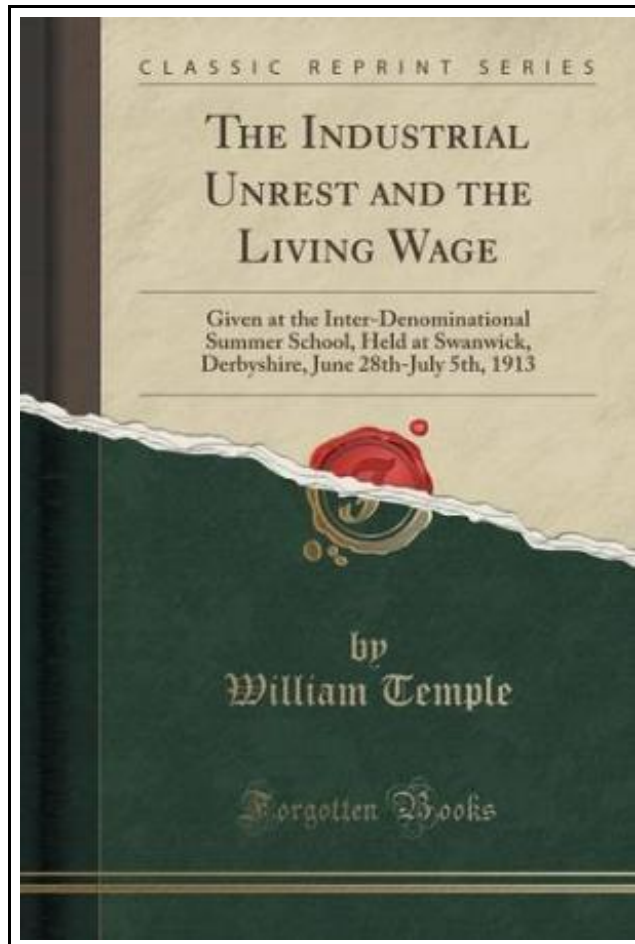 CLASSIC REPRINT SERIES
THE INDUSTRIAL
UNREST AND THE
LIVING WAGE
Given at the Inter-Denominational
Summer School, Held at Swanwick,
Derbyshire, June 28th-July 5th, 1913
by
William Temple
Forgotten Books